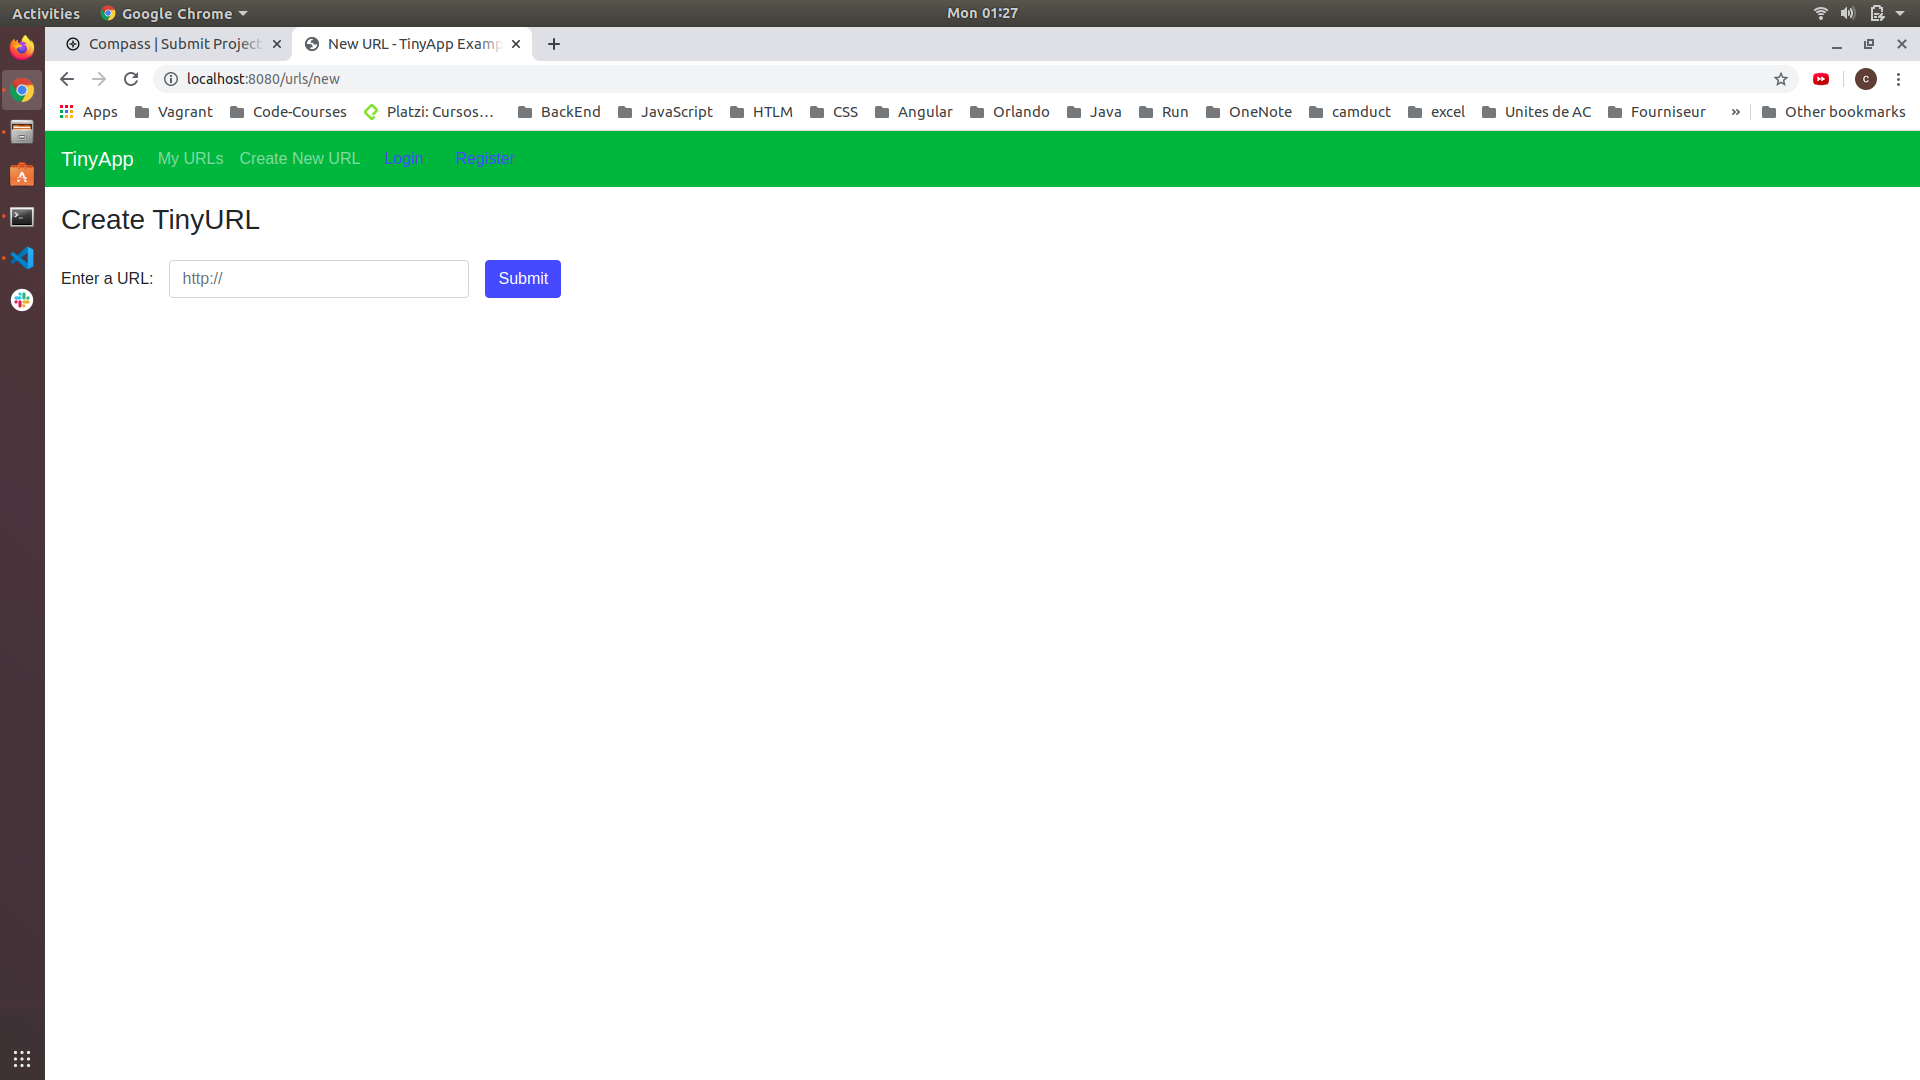 Activities Google Chrome Mon 01:27
Compass | Submit Project New URL - TinyApp Examp
localhost:8080/urls/new c
Apps Vagrant Code-Courses Platzi: Cursos… BackEnd JavaScript HTLM CSS Angular Orlando Java Run OneNote camduct excel Unites de AC Fourniseur » Other bookmarks
TinyApp My URLs Create New URL Login Register
Create TinyURL
Enter a URL: http:// Submit